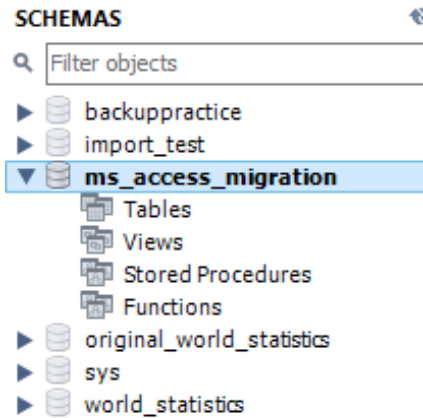 SCHEMAS
Filter objects
backuppractice
import_test
ms_access_migration
Tables
Views
Stored Procedures
Functions
original_world_statistics
sys
world_statistics